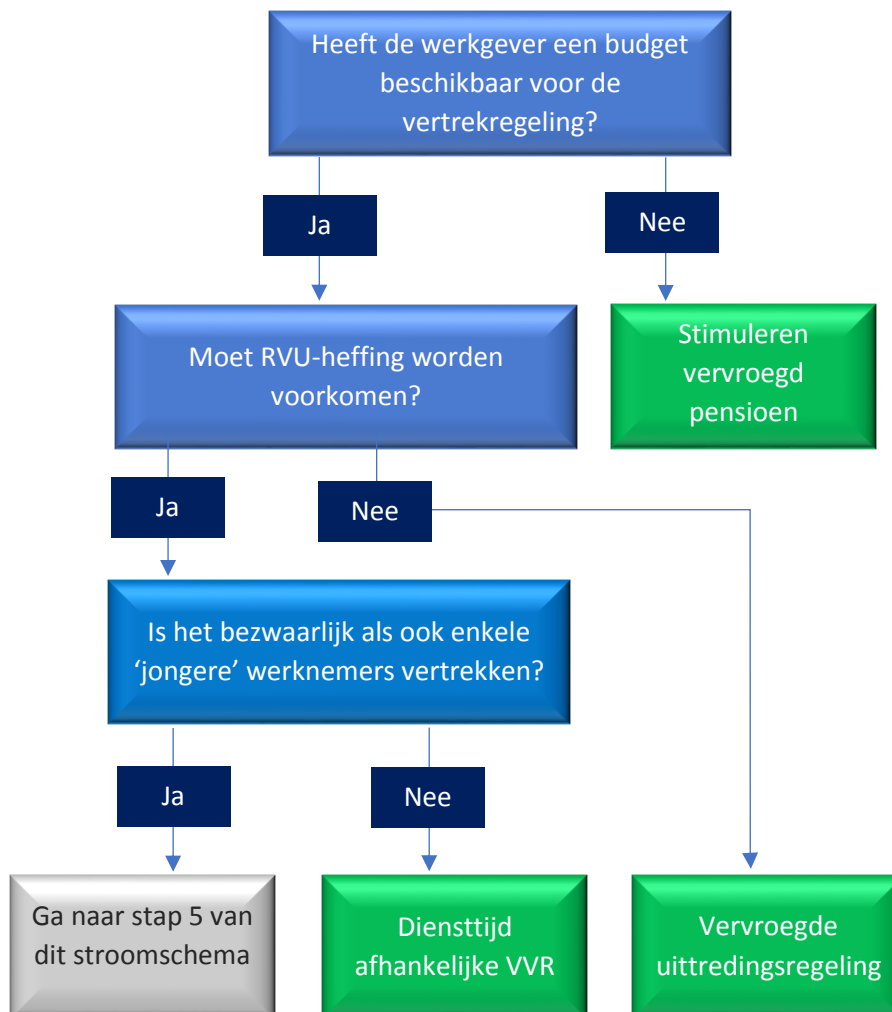 Heeft de werkgever een budget
beschikbaar voor de
vertrekregeling?
Ja
Nee
Moet RVU-heffing worden
voorkomen?
Stimuleren
vervroegd
pensioen
Ja
Nee
Is het bezwaarlijk als ook enkele
‘jongere’ werknemers vertrekken?
Ja
Nee
Ga naar stap 5 van
dit stroomschema
Diensttijd
afhankelijke VVR
Vervroegde
uittredingsregeling